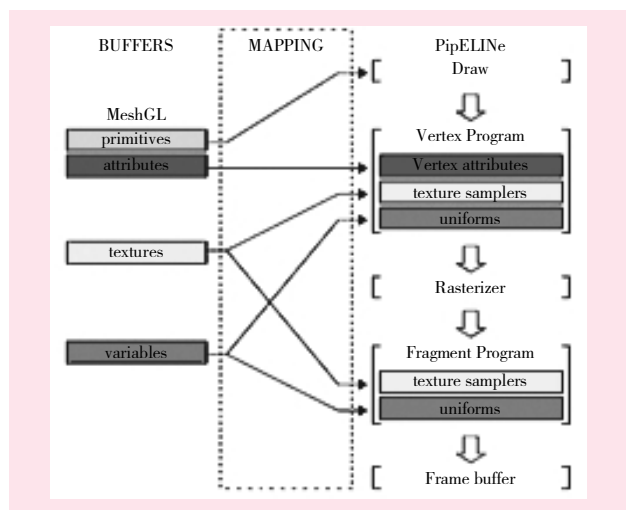 BUFFERS
MAPPING
PipELINe
Draw
MeshGL
primitives
attributes
Vertex Program
Vertex attributes
texture samplers
uniforms
textures
Rasterizer
variables
Fragment Program
texture samplers
uniforms
Frame buffer